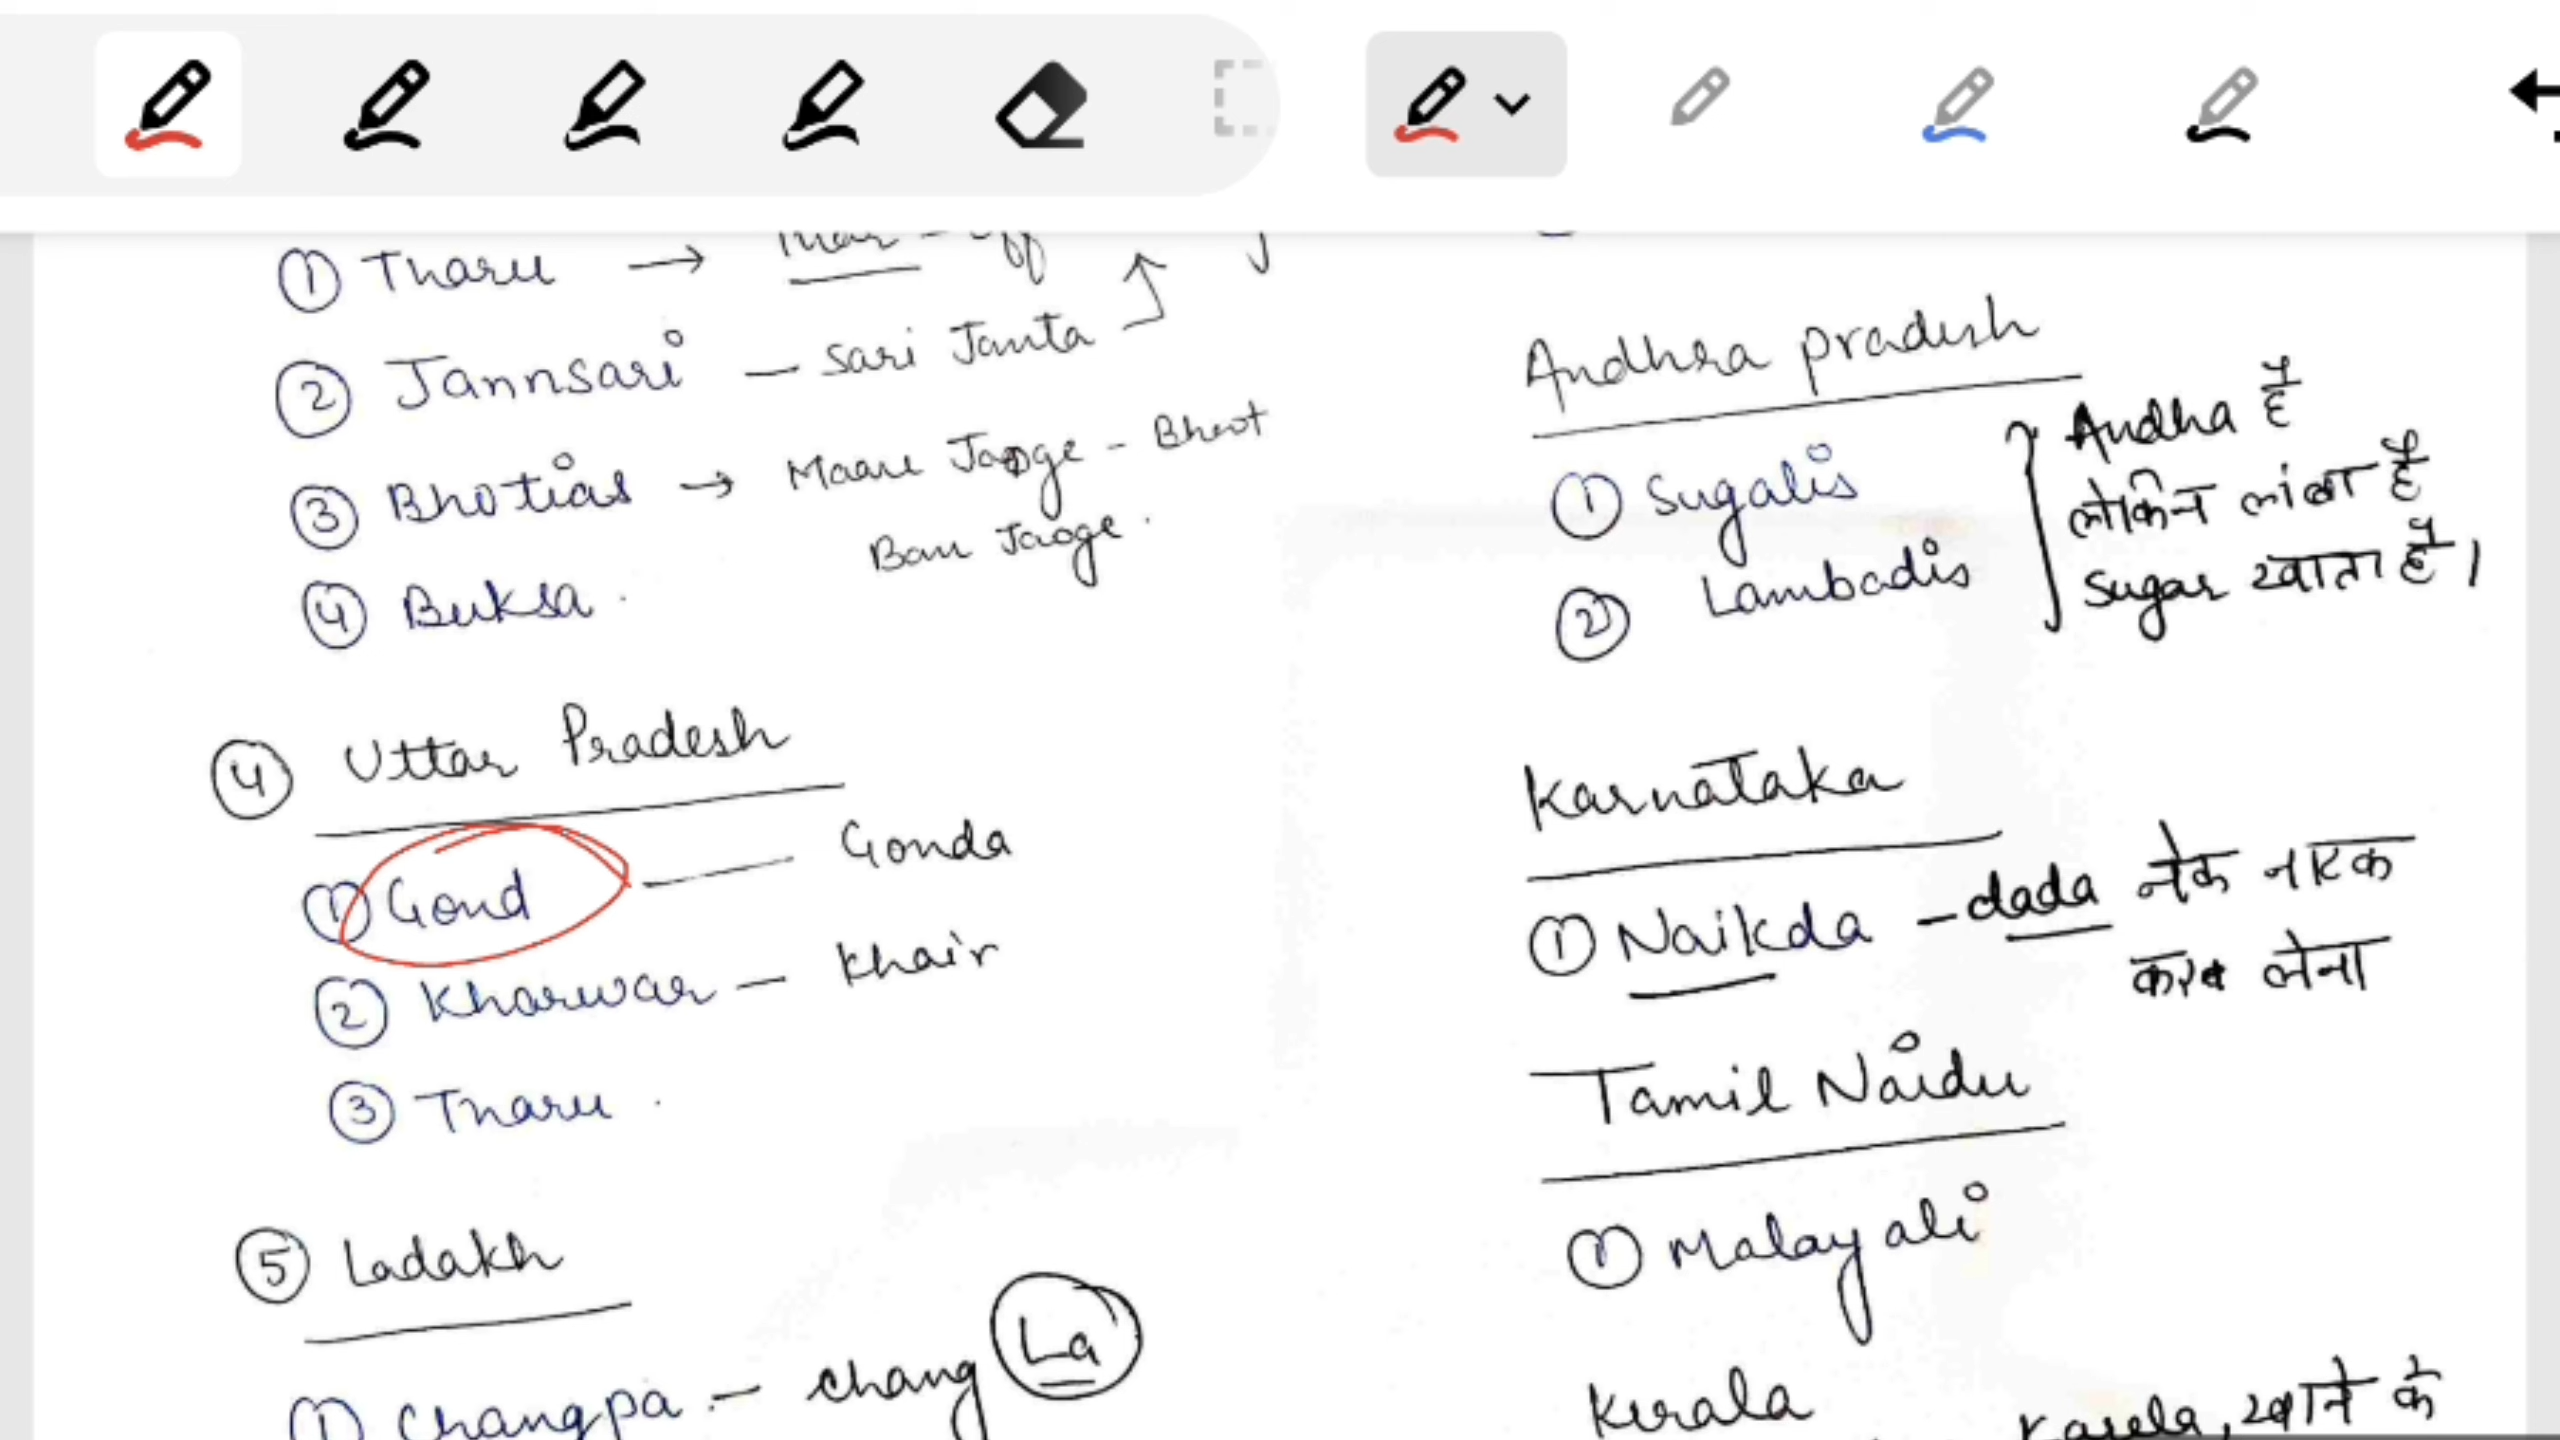 ① Tharu →
② Jannsari — Sari Janta
③ Bhotias → Maare Jaoge - Bhoot
Ban Jaoge.
④ Buksa.
④ Uttar Pradesh
① Gond — Gonda
② Kharwar — Khair
③ Tharu.
⑤ Ladakh
① Changpa — Chang La
Andhra pradesh
① Sugalis
② Lambadis
Andha है
लेकिन लंबा है
Sugar खाता है।
Karnataka
① Naikda — dada नेक
लेना
Tamil Naidu
① Malayali
Kerala
Karela, खाने के